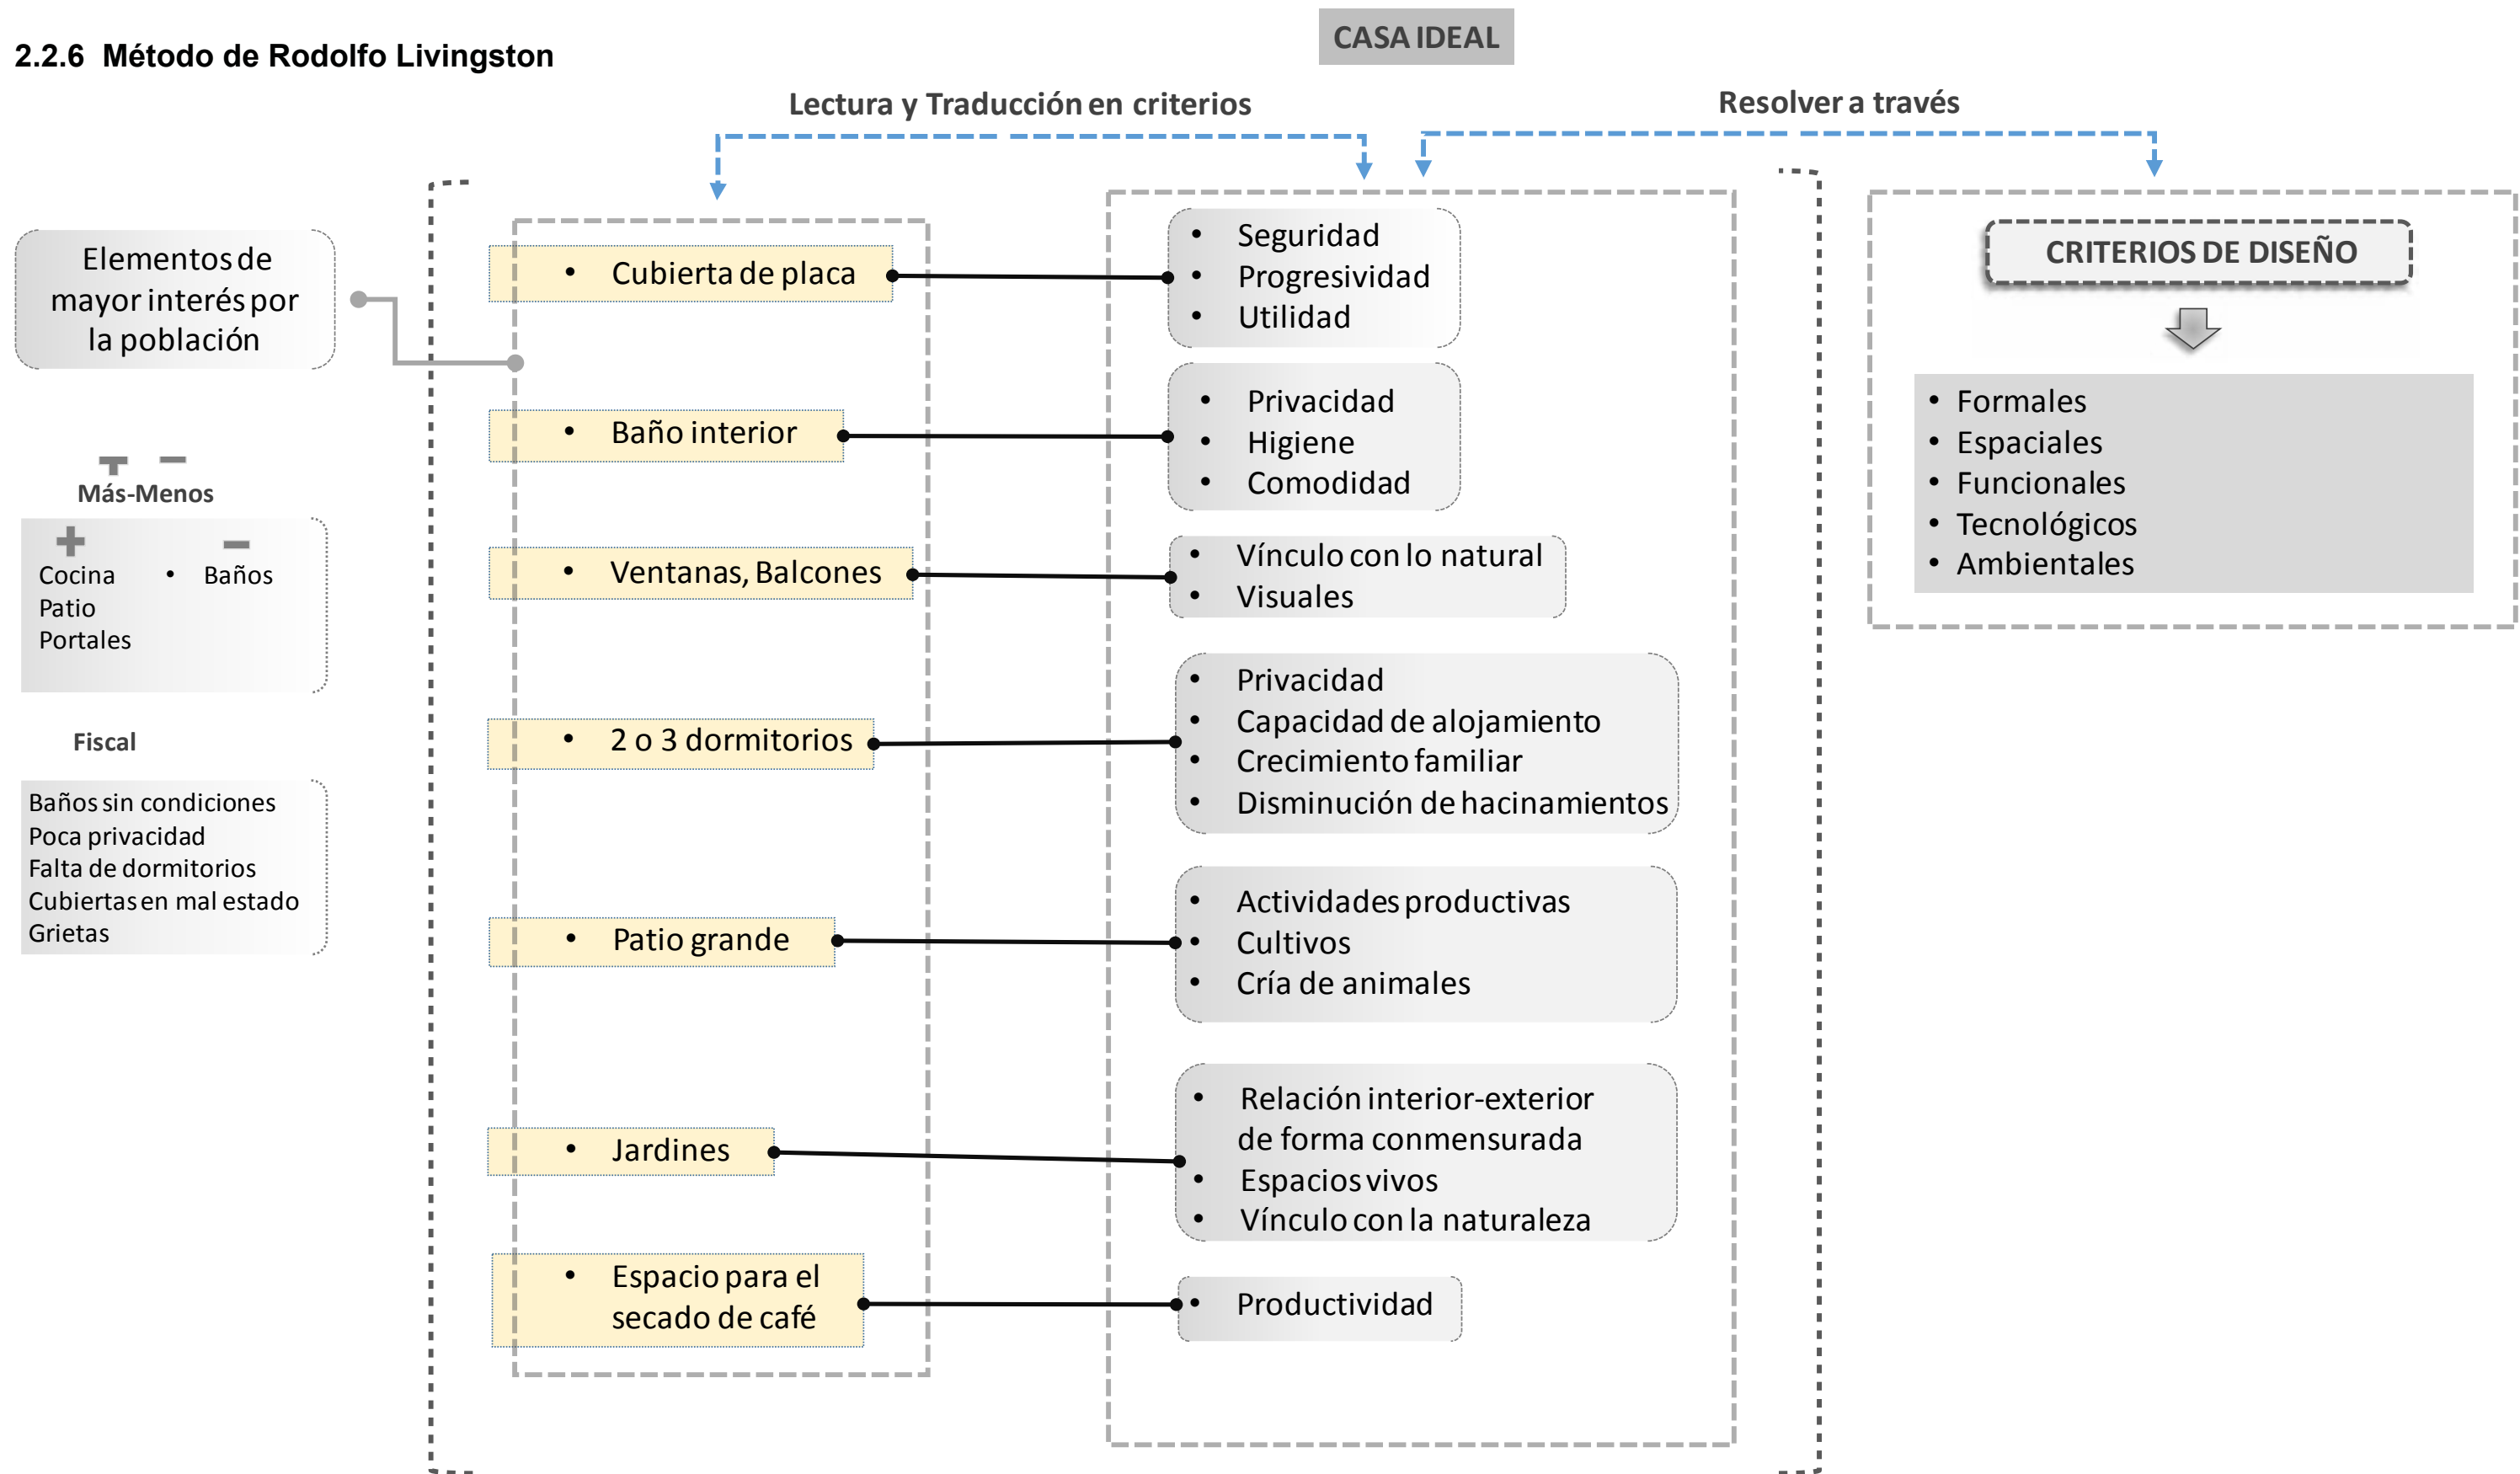 2.2.6 Método de Rodolfo Livingston
CASA IDEAL
Lectura y Traducción en criterios
Resolver a través
Elementos de
mayor interés por
la población
Más-Menos
Cocina
Patio
Portales
• Baños
Fiscal
Baños sin condiciones
Poca privacidad
Falta de dormitorios
Cubiertas en mal estado
Grietas
• Cubierta de placa
• Baño interior
• Ventanas, Balcones
• 2 o 3 dormitorios
• Patio grande
• Jardines
• Espacio para el
secado de café
• Seguridad
• Progresividad
• Utilidad
• Privacidad
• Higiene
• Comodidad
• Vínculo con lo natural
• Visuales
• Privacidad
• Capacidad de alojamiento
• Crecimiento familiar
• Disminución de hacinamientos
• Actividades productivas
• Cultivos
• Cría de animales
• Relación interior-exterior
de forma conmensurada
• Espacios vivos
• Vínculo con la naturaleza
• Productividad
CRITERIOS DE DISEÑO
• Formales
• Espaciales
• Funcionales
• Tecnológicos
• Ambientales